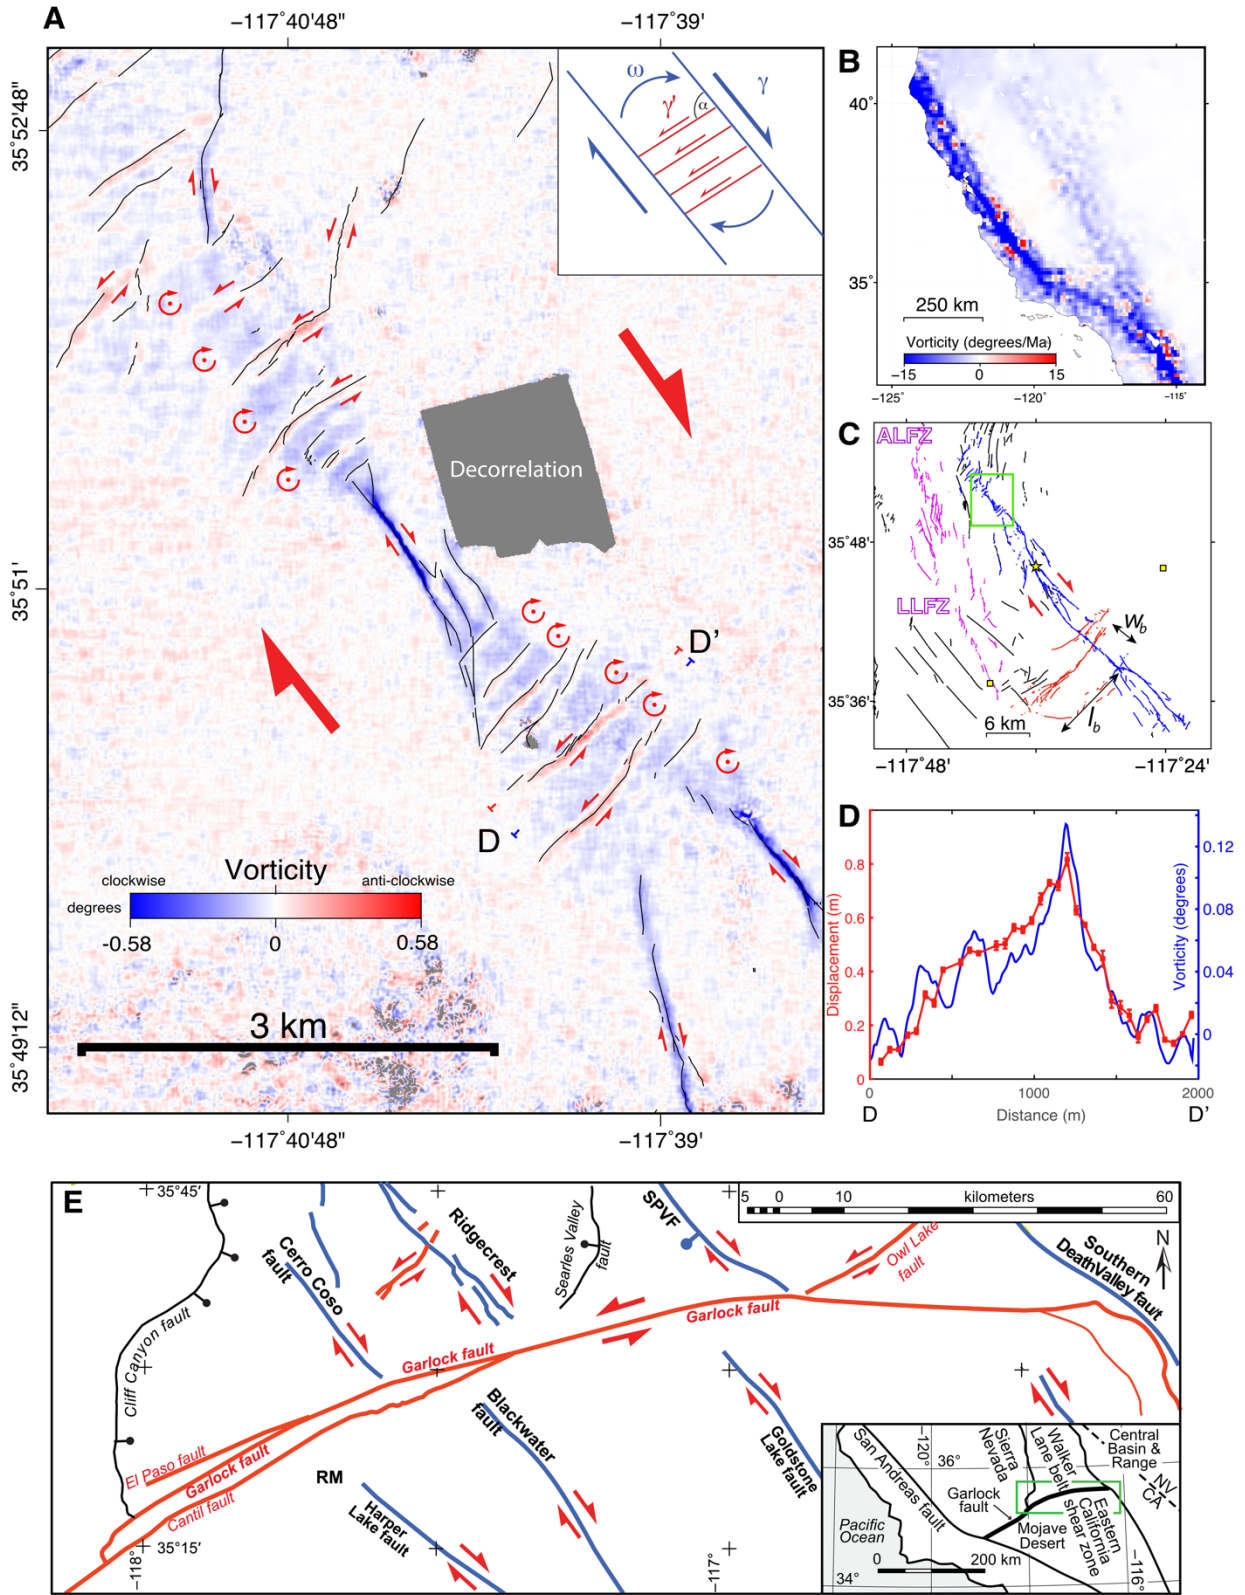 A
−117˚40'48"
−117˚39'
35˚52'48"
35˚51'
35˚49'12"
ω
γ
γ'
α
Decorrelation
D'
D
Vorticity
clockwise
anti-clockwise
degrees
-0.58
0
0.58
3 km
−117˚40'48"
−117˚39'
B
40˚
35˚
250 km
Vorticity (degrees/Ma)
−15
0
15
−125˚
−120˚
−115˚
C
ALFZ
LLFZ
35˚48'
35˚36'
Wb
lb
6 km
−117˚48'
−117˚24'
D
Displacement (m)
0.8
0.6
0.4
0.2
0
Vorticity (degrees)
0.12
0.08
0.04
0
0
1000
2000
Distance (m)
D
D'
E
35°45'
5
0
10
kilometers
60
N
Cliff Canyon fault
Cerro Coso
fault
Ridgecrest
Searles Valley
fault
SPVF
Owl Lake
fault
Southern
Death Valley fault
Garlock fault
Garlock fault
El Paso fault
Garlock fault
Cantil fault
RM
Harper
Lake fault
Blackwater
fault
Goldstone
Lake fault
35°15'
118°
117°
San Andreas fault
−120°
36°
Sierra
Nevada
Walker
Lane belt
Central
Basin &
Range
NV
CA
Garlock
fault
Mojave
Desert
Eastern
California
shear zone
Pacific
Ocean
0
200 km
34°
−116°